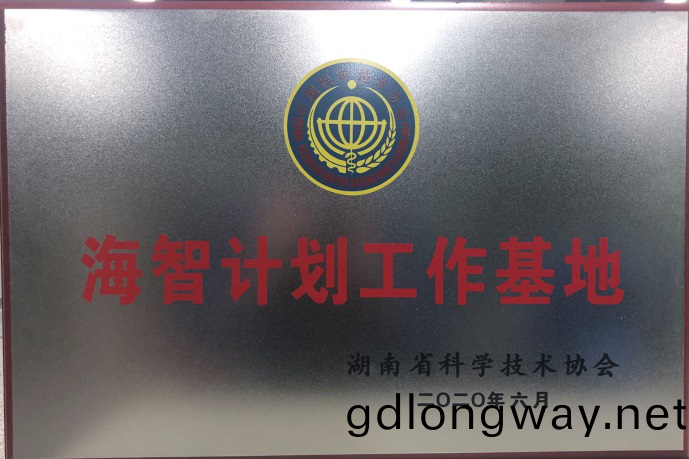 海智计划工作基地
湖南省科学技术协会
二〇二〇年六月
gdlongway.net